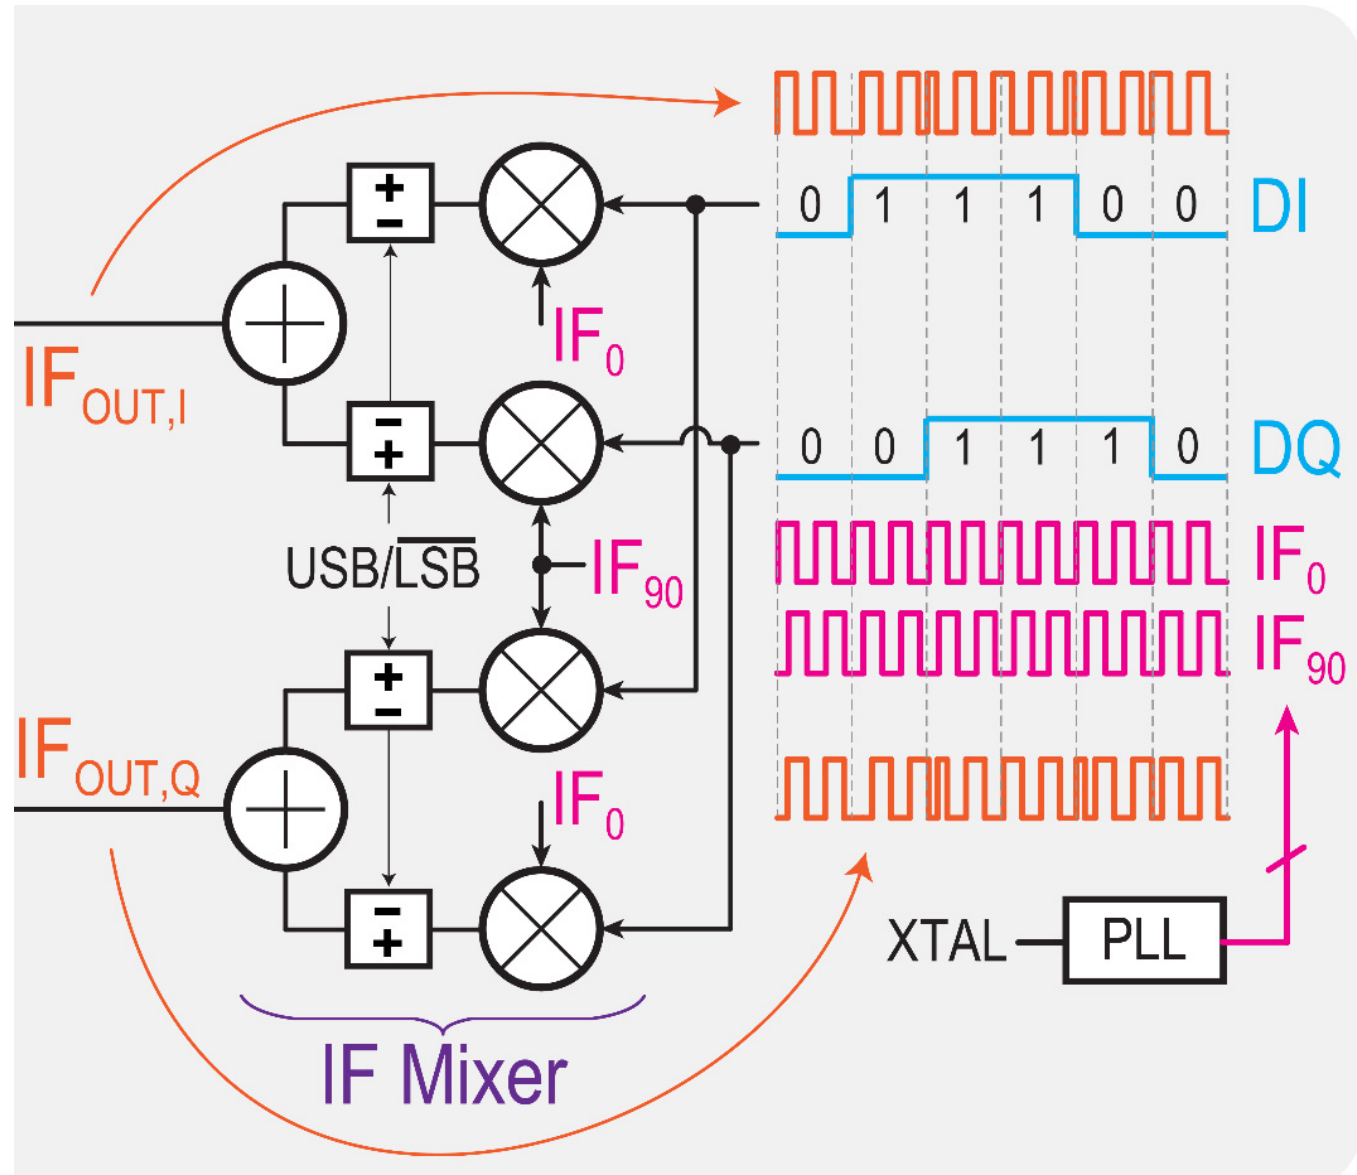 0 1 1 1 0 0 DI
+
−
IF0
IFOUT,I
−
+
0 0 1 1 1 0 DQ
USB/L̅S̅B̅
IF90
IF0
IF90
+
−
IFOUT,Q
IF0
−
+
XTAL PLL
IF Mixer